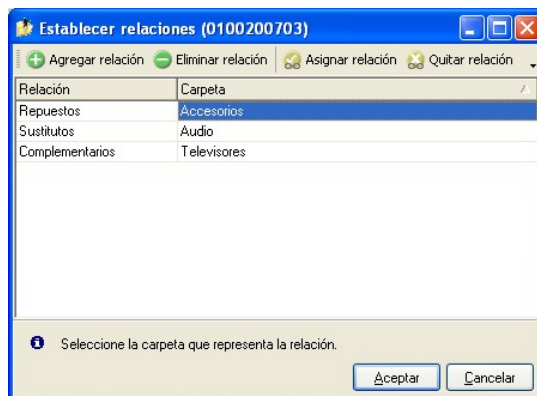 Establecer relaciones (0100200703)
Agregar relación Eliminar relación Asignar relación Quitar relación
Relación Carpeta
Repuestos Accesorios
Sustitutos Audio
Complementarios Televisores
Seleccione la carpeta que representa la relación.
Aceptar Cancelar